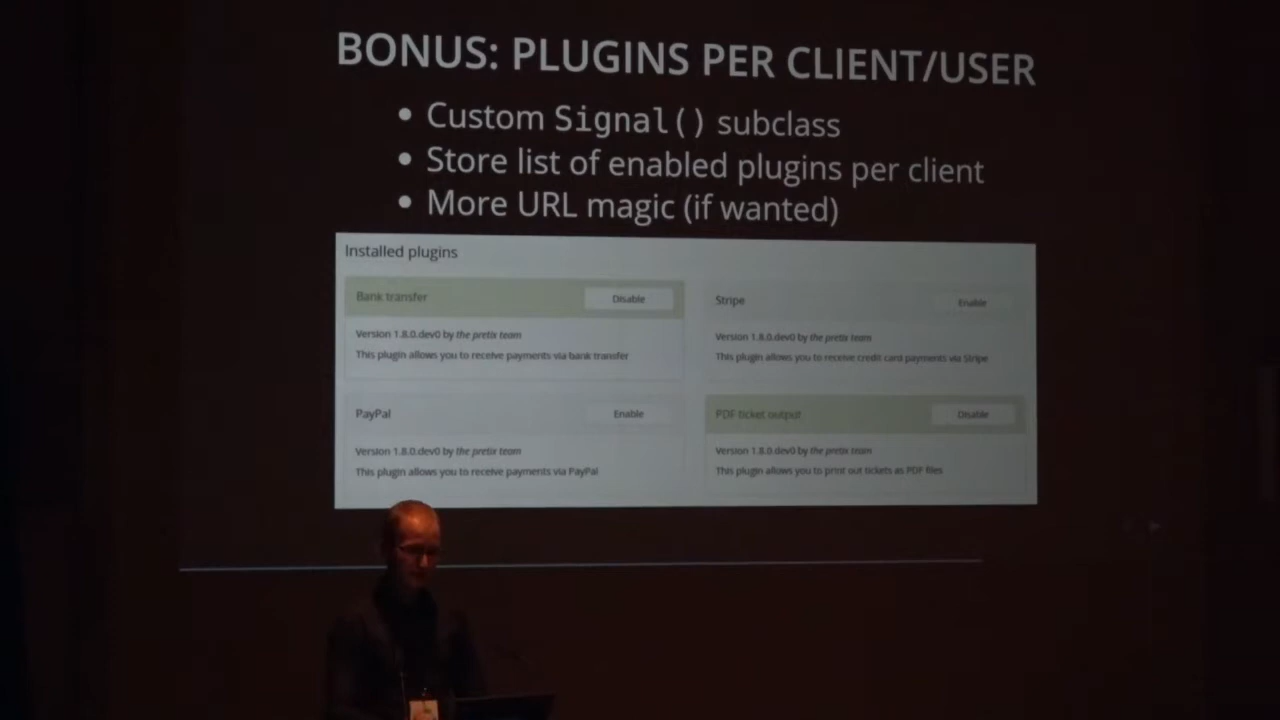 BONUS: PLUGINS PER CLIENT/USER
Custom Signal() subclass
Store list of enabled plugins per client
More URL magic (if wanted)
Installed plugins
Bank transfer
Disable
Version 1.8.0.dev0 by the pretix team
This plugin allows you to receive payments via bank transfer
Stripe
Enable
Version 1.8.0.dev0 by the pretix team
This plugin allows you to receive credit card payments via Stripe
PayPal
Enable
Version 1.8.0.dev0 by the pretix team
This plugin allows you to receive payments via PayPal
PDF ticket output
Disable
Version 1.8.0.dev0 by the pretix team
This plugin allows you to print out tickets as PDF files